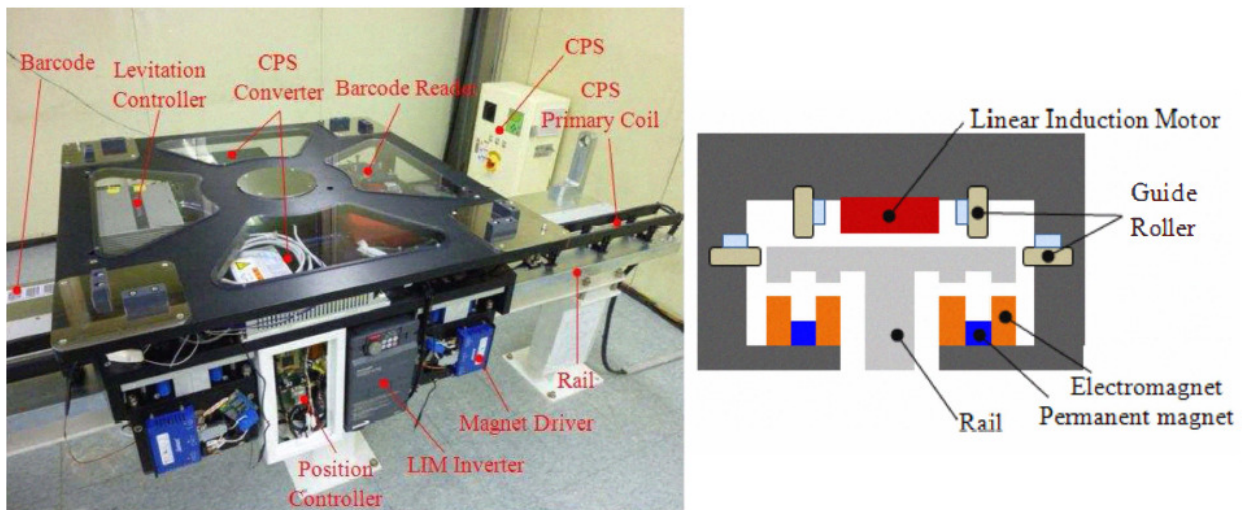 Barcode
Levitation
Controller
CPS
Converter
Barcode Reader
CPS
CPS
Primary Coil
Rail
Magnet Driver
LIM Inverter
Position
Controller
Linear Induction Motor
Guide
Roller
Electromagnet
Permanent magnet
Rail